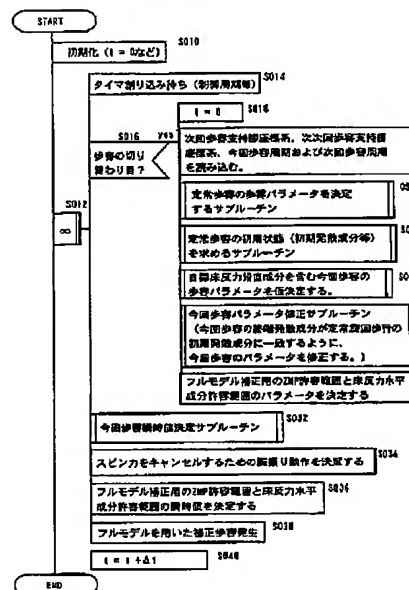 START
初期化（t = 0など） S010
タイマ割り込み待ち（制御周期毎） S014
t = 0 S018
S016 yes
歩容の切り
替わり目？
次回歩容支持脚座標系、次次回歩容支持脚
座標系、今回歩容周期および次回歩容周期
を読み込む。
定常歩容の歩容パラメータを決定
するサブルーチン
S012
∞
定常歩容の初期状態（初期発散成分等）
を求めるサブルーチン
目標床反力鉛直成分を含む今回歩容の
歩容パラメータを仮決定する。
今回歩容パラメータ修正サブルーチン
（今回歩容の終端発散成分が定常旋回歩行の
初期発散成分に一致するように、
今回歩容のパラメータを修正する。）
フルモデル補正用のZMP許容範囲と床反力水平
成分許容範囲のパラメータを決定する
今回歩容瞬時値決定サブルーチン S032
スピン力をキャンセルするための腕振り動作を決定する S034
フルモデル補正用のZMP許容範囲と床反力水平
成分許容範囲の瞬時値を決定する S036
フルモデルを用いた補正歩容発生 S038
t = t +Δt S040
END